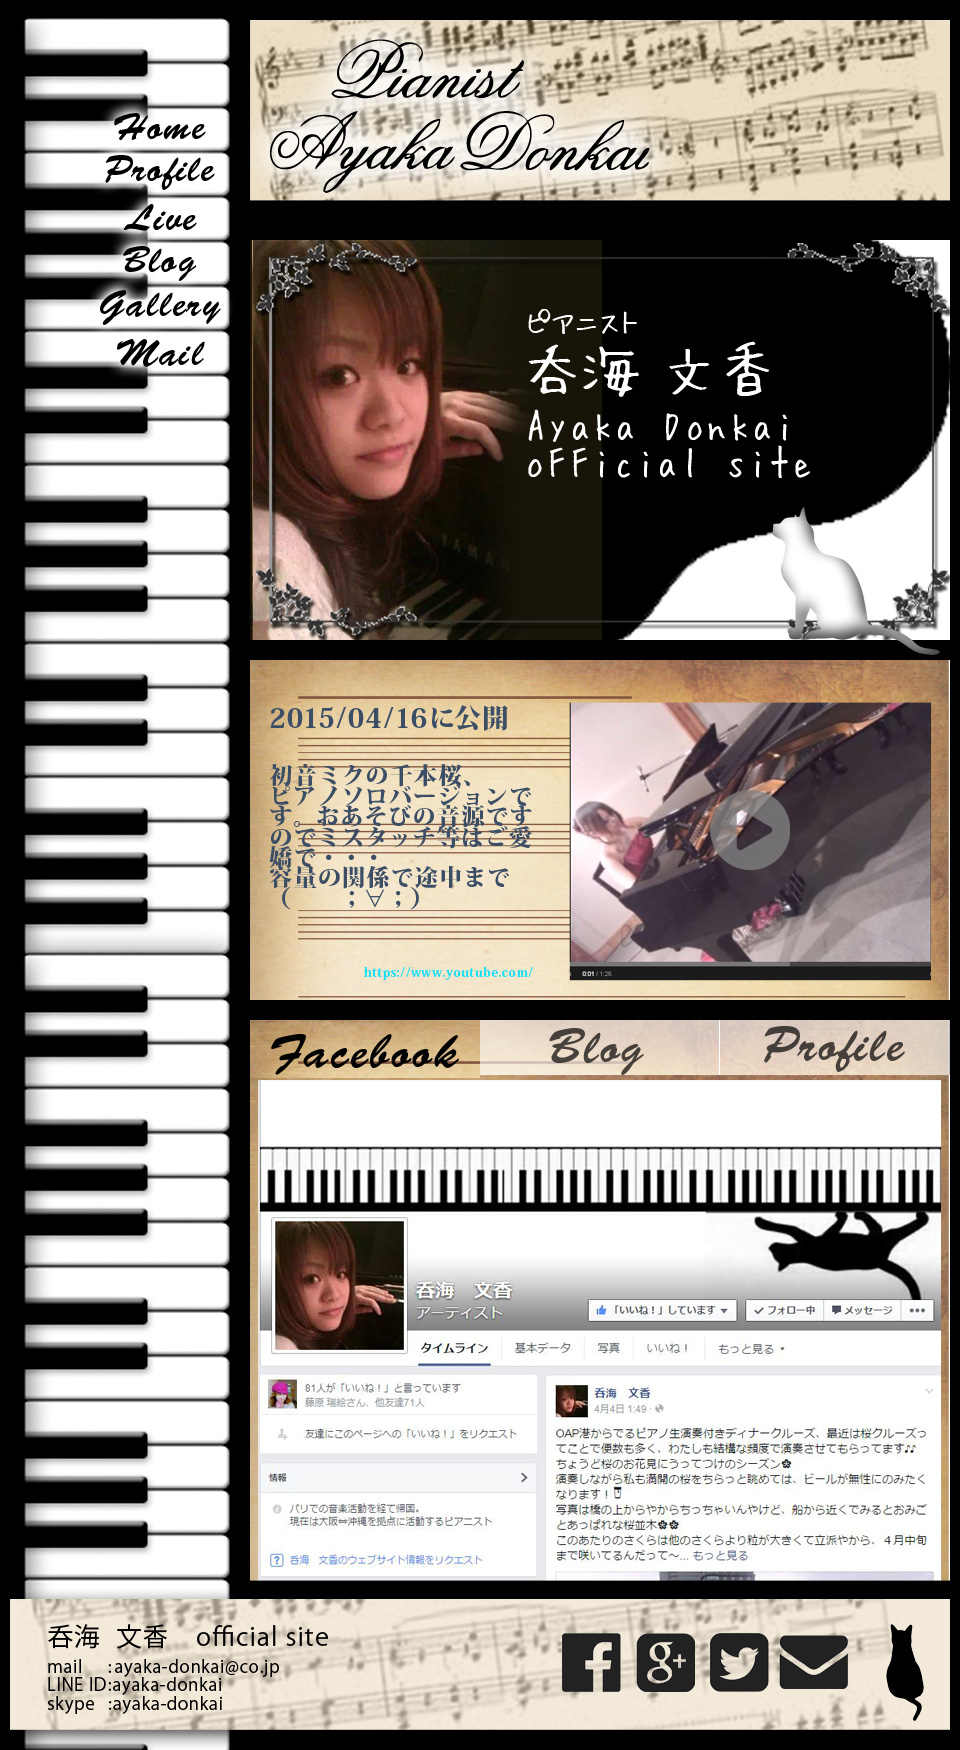 Home
Profile
Live
Blog
Gallery
Mail
Pianist
Ayaka Donkai
ピアニスト
呑海 文香
Ayaka Donkai
oFFicial site
YAMAHA
2015/04/16に公開
初音ミクの千本桜、
ピアノソロバージョンで
す。おあそびの音源です
のでミスタッチ等はご愛
嬌で・・・
容量の関係で途中まで
（　　；∀；）
https://www.youtube.com/
0:01 / 1:26
Facebook
Blog
Profile
呑海　文香
アーティスト
「いいね！」しています
フォロー中
メッセージ
タイムライン
基本データ
写真
いいね！
もっと見る
81人が「いいね！」と言っています
藤原 瑞絵さん、他友達71人
友達にこのページへの「いいね！」をリクエスト
情報
パリでの音楽活動を経て帰国。
現在は大阪⇔沖縄を拠点に活動するピアニスト
呑海　文香のウェブサイト情報をリクエスト
呑海　文香
4月4日 1:49
OAP港からでるピアノ生演奏付きディナークルーズ、最近は桜クルーズっ
てことで便数も多く、わたしも結構な頻度で演奏させてもらってます♪♪
ちょうど桜のお花見にうってつけのシーズン✿
演奏しながら私も満開の桜をちらっと眺めては、ビールが無性にのみたく
なります！
写真は橋の上からやからちっちゃいんやけど、船から近くでみるとおみご
とあっぱれな桜並木✿✿
このあたりのさくらは他のさくらより粒が大きくて立派やから、４月中旬
まで咲いてるんだって〜... もっと見る
呑海 文香 official site
mail :ayaka-donkai@co.jp
LINE ID:ayaka-donkai
skype :ayaka-donkai